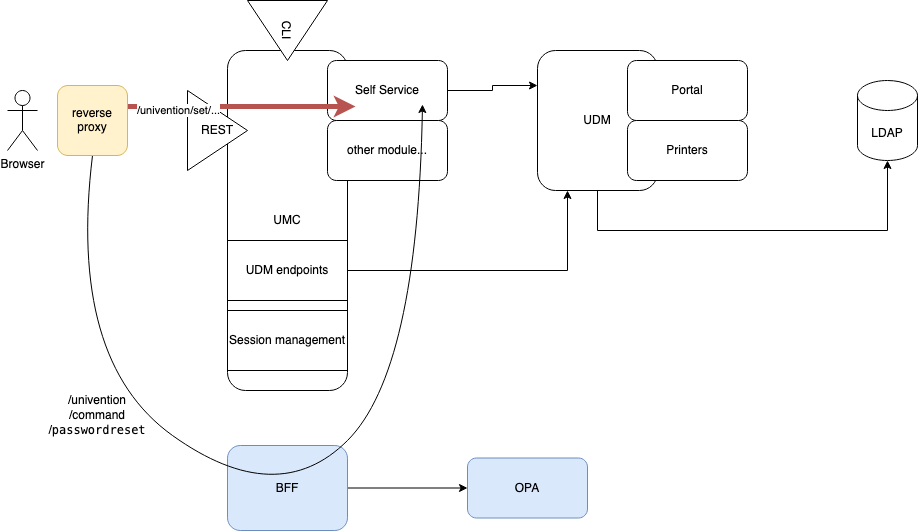 CLI
Self Service
reverse
proxy
/univention/set/...
REST
other module...
UDM
Portal
Printers
LDAP
Browser
UMC
UDM endpoints
Session management
/univention
/command
/passwordreset
BFF
OPA